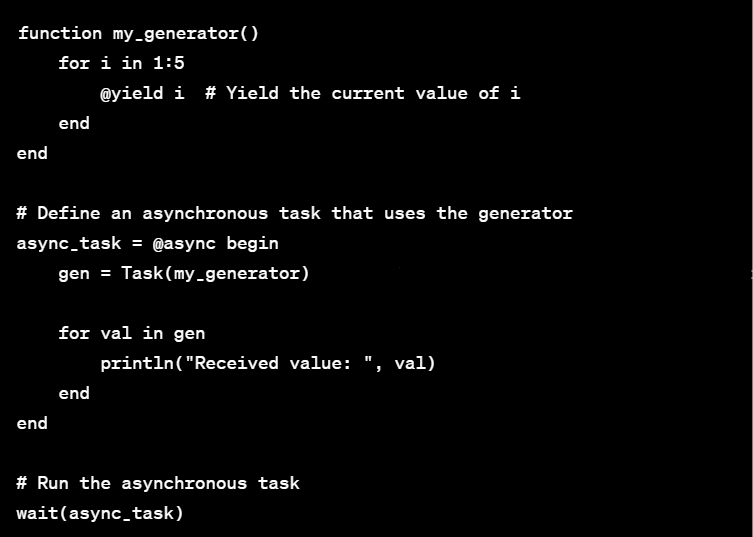 function my_generator()
    for i in 1:5
        @yield i  # Yield the current value of i
    end
end

# Define an asynchronous task that uses the generator
async_task = @async begin
    gen = Task(my_generator)

    for val in gen
        println("Received value: ", val)
    end
end

# Run the asynchronous task
wait(async_task)